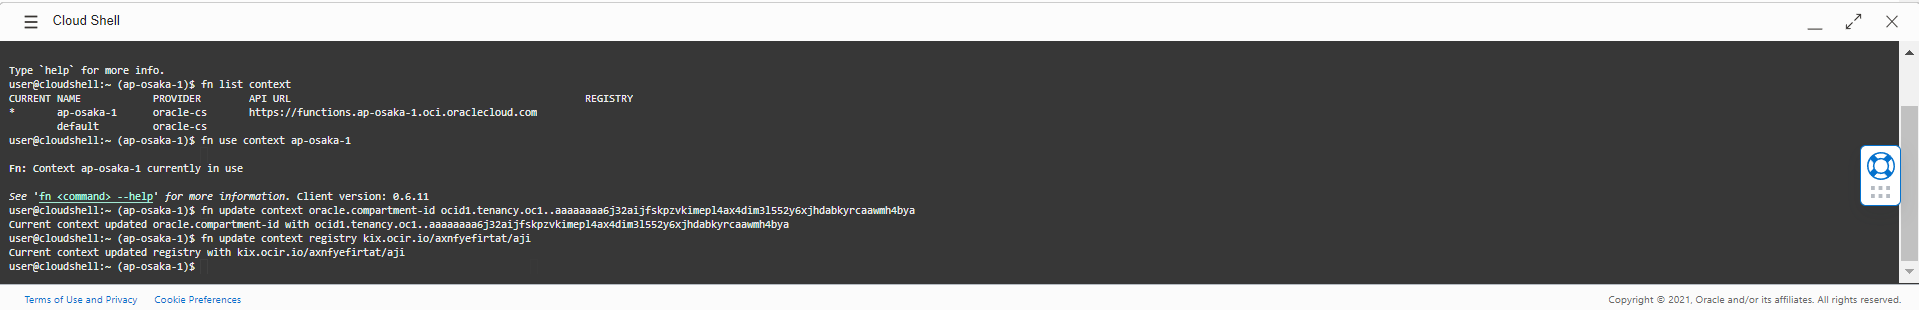 Cloud Shell
Type `help` for more info.
user@cloudshell:~ (ap-osaka-1)$ fn list context
CURRENT NAME PROVIDER API URL REGISTRY
* ap-osaka-1 oracle-cs https://functions.ap-osaka-1.oci.oraclecloud.com
default oracle-cs
user@cloudshell:~ (ap-osaka-1)$ fn use context ap-osaka-1
Fn: Context ap-osaka-1 currently in use
See 'fn <command> --help' for more information. Client version: 0.6.11
user@cloudshell:~ (ap-osaka-1)$ fn update context oracle.compartment-id ocid1.tenancy.oc1..aaaaaaaa6j32aijfskpzvkimepl4ax4dim3l552y6xjhdabkyrcaawmh4bya
Current context updated oracle.compartment-id with ocid1.tenancy.oc1..aaaaaaaa6j32aijfskpzvkimepl4ax4dim3l552y6xjhdabkyrcaawmh4bya
user@cloudshell:~ (ap-osaka-1)$ fn update context registry kix.ocir.io/axnfyefirtat/aji
Current context updated registry with kix.ocir.io/axnfyefirtat/aji
user@cloudshell:~ (ap-osaka-1)$
Terms of Use and Privacy Cookie Preferences Copyright © 2021, Oracle and/or its affiliates. All rights reserved.